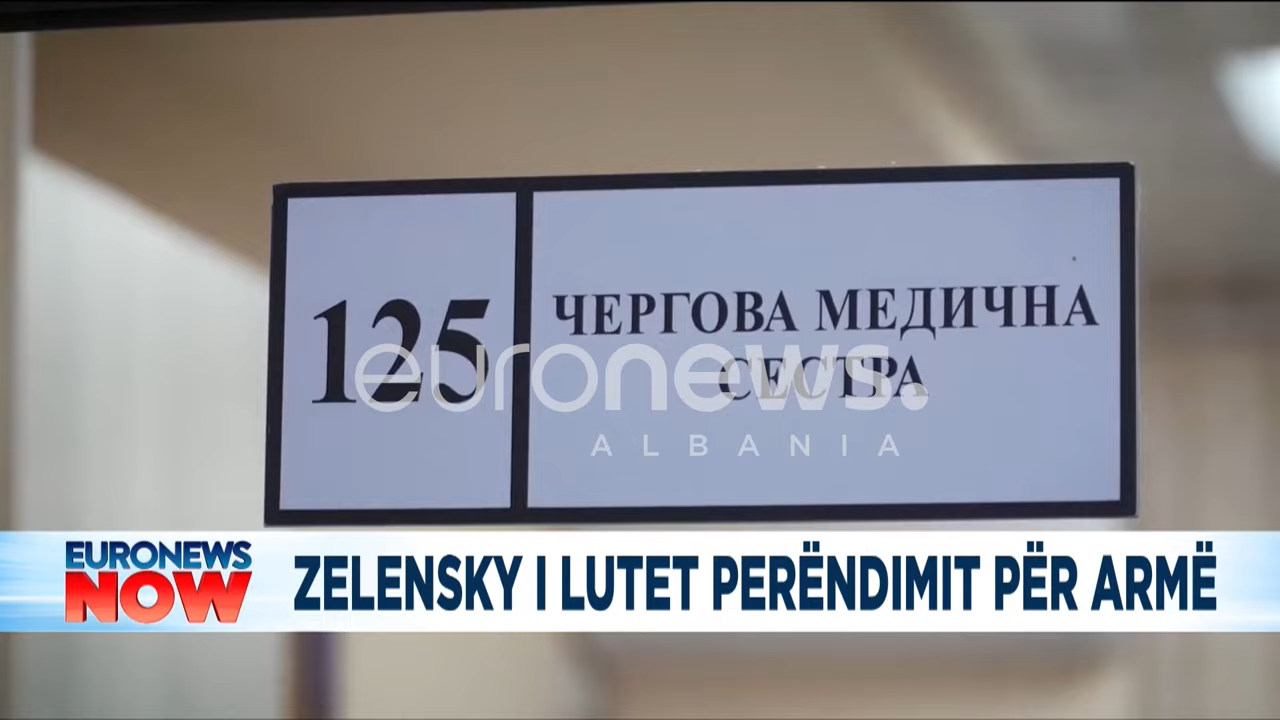 125
ЧЕРГОВА МЕДИЧНА
СЕСТРА
euronews.
ALBANIA
EURONEWS
NOW
ZELENSKY I LUTET PERËNDIMIT PËR ARMË